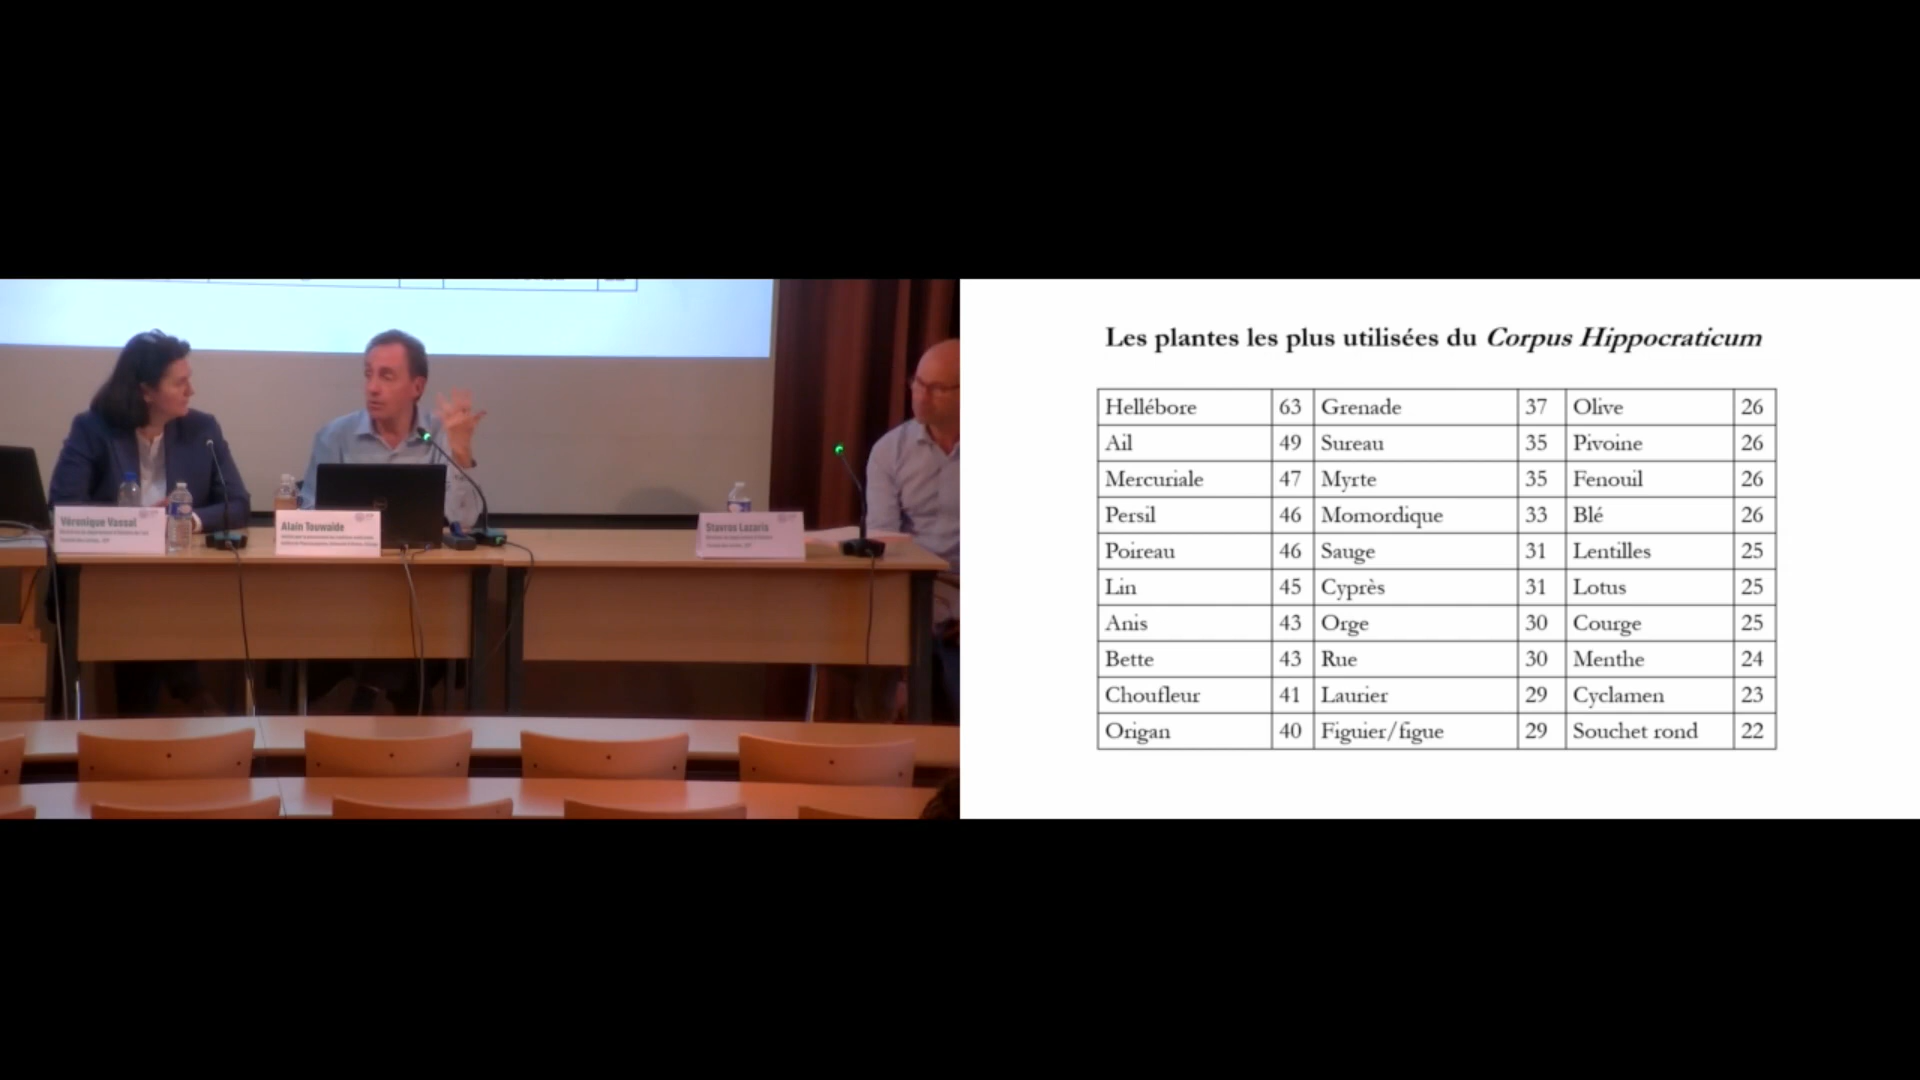 Véronique Vassal
Alain Touwaide
Stavros Lazaris
Les plantes les plus utilisées du Corpus Hippocraticum
Hellébore 63 Grenade 37 Olive 26
Ail 49 Sureau 35 Pivoine 26
Mercuriale 47 Myrte 35 Fenouil 26
Persil 46 Momordique 33 Blé 26
Poireau 46 Sauge 31 Lentilles 25
Lin 45 Cyprès 31 Lotus 25
Anis 43 Orge 30 Courge 25
Bette 43 Rue 30 Menthe 24
Choufleur 41 Laurier 29 Cyclamen 23
Origan 40 Figuier/figue 29 Souchet rond 22